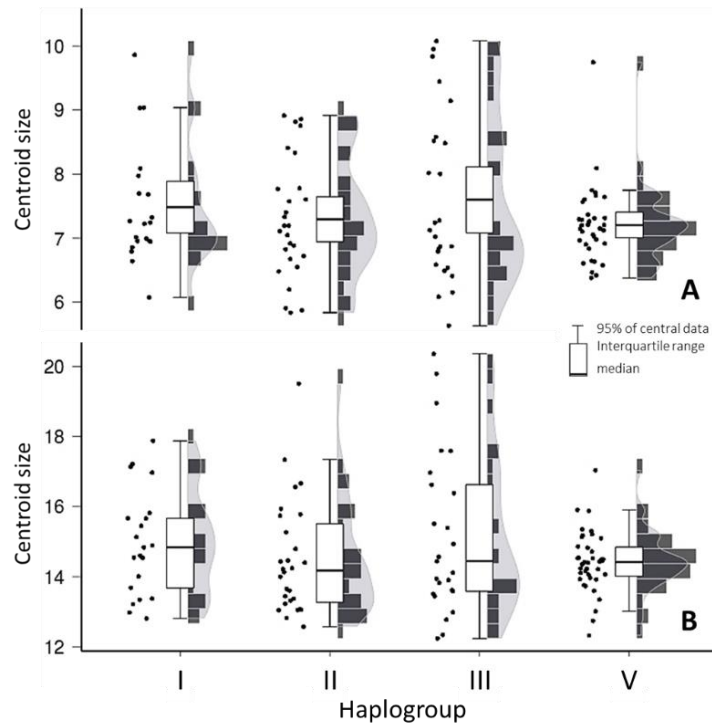 10
9
8
7
6
Centroid size
A
95% of central data
Interquartile range
median
20
18
16
14
12
Centroid size
B
I II III V
Haplogroup